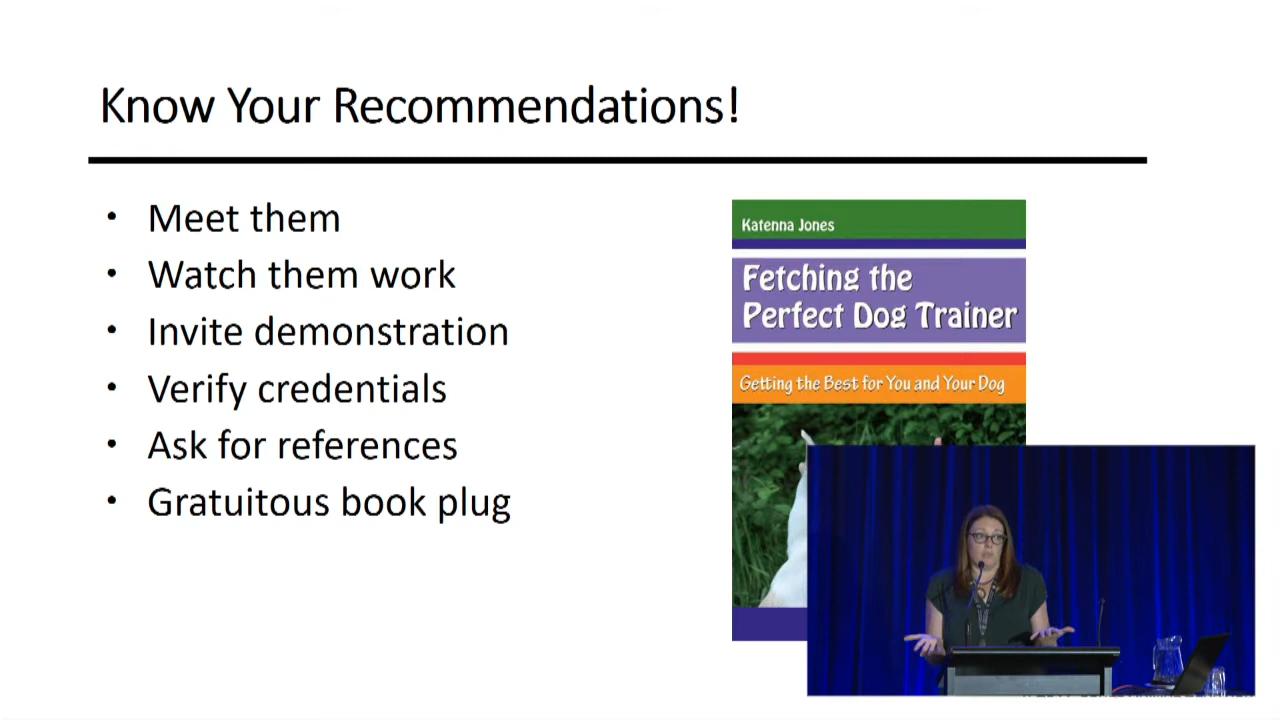 Know Your Recommendations!
• Meet them
• Watch them work
• Invite demonstration
• Verify credentials
• Ask for references
• Gratuitous book plug
Katenna Jones
Fetching the
Perfect Dog Trainer
Getting the Best for You and Your Dog